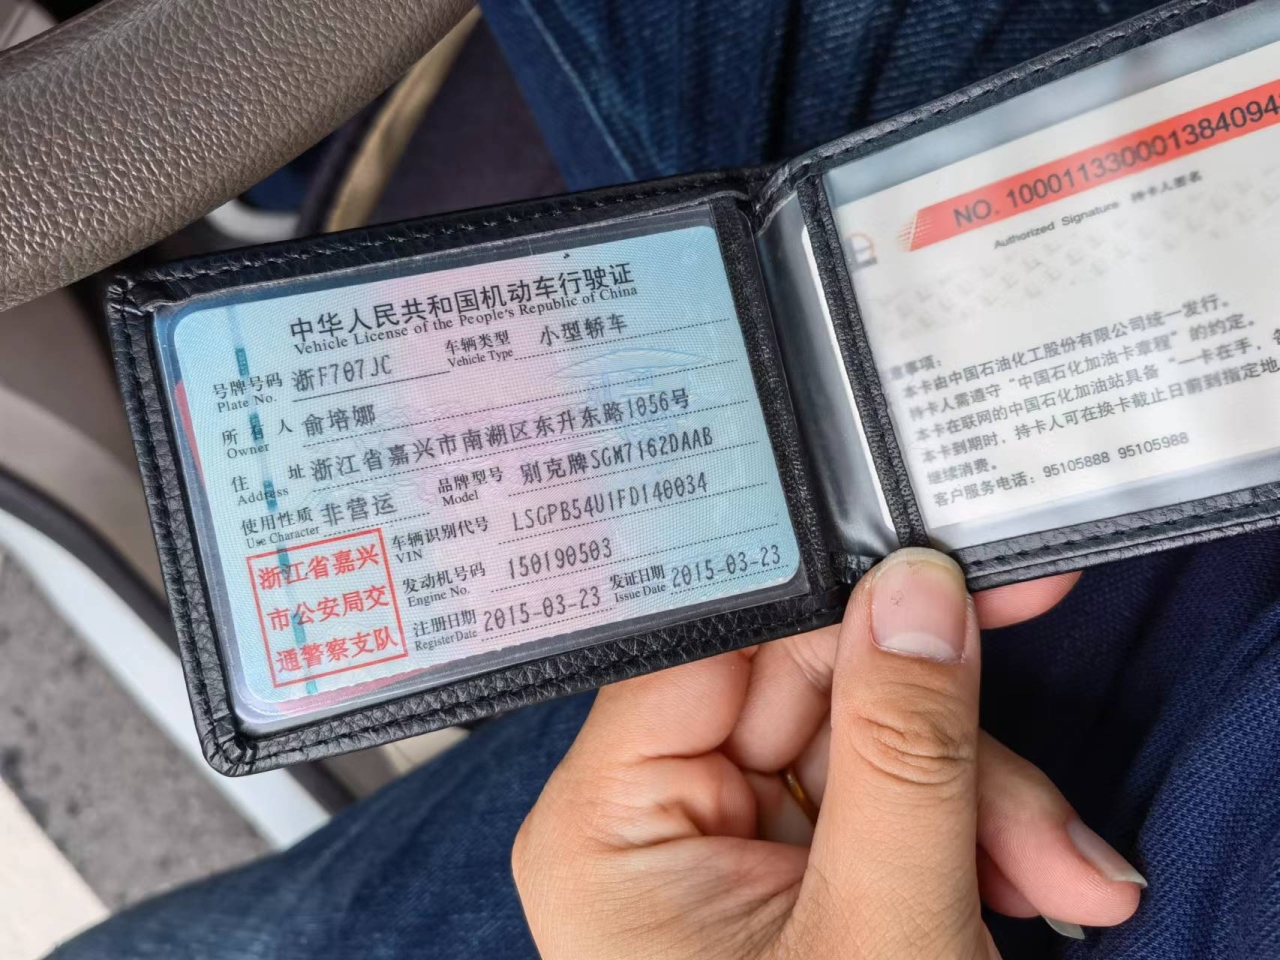 中华人民共和国机动车行驶证
Vehicle License of the People's Republic of China
号牌号码 浙F707JC 车辆类型 小型轿车
Plate No. Vehicle Type
所有人 俞培娜
Owner
住址 浙江省嘉兴市南湖区东升东路1056号
Address
使用性质 非营运 品牌型号 别克牌SGM7162DAAB
Use Character Model
车辆识别代号 LSGPB54U1FD140034
VIN
发动机号码 150190503
Engine No.
注册日期 2015-03-23 发证日期 2015-03-23
Register Date Issue Date
浙江省嘉兴
市公安局交
通警察支队
NO. 100011330001384094
Authorized Signature 持卡人签名
事项:
本卡由中国石油化工股份有限公司统一发行。
持卡人需遵守“中国石化加油卡章程”的约定。
本卡在联网的中国石化加油站具备“一卡在手,
本卡到期时,持卡人可在换卡截止日前到指定地
继续消费。
客户服务电话:95105888 95105988